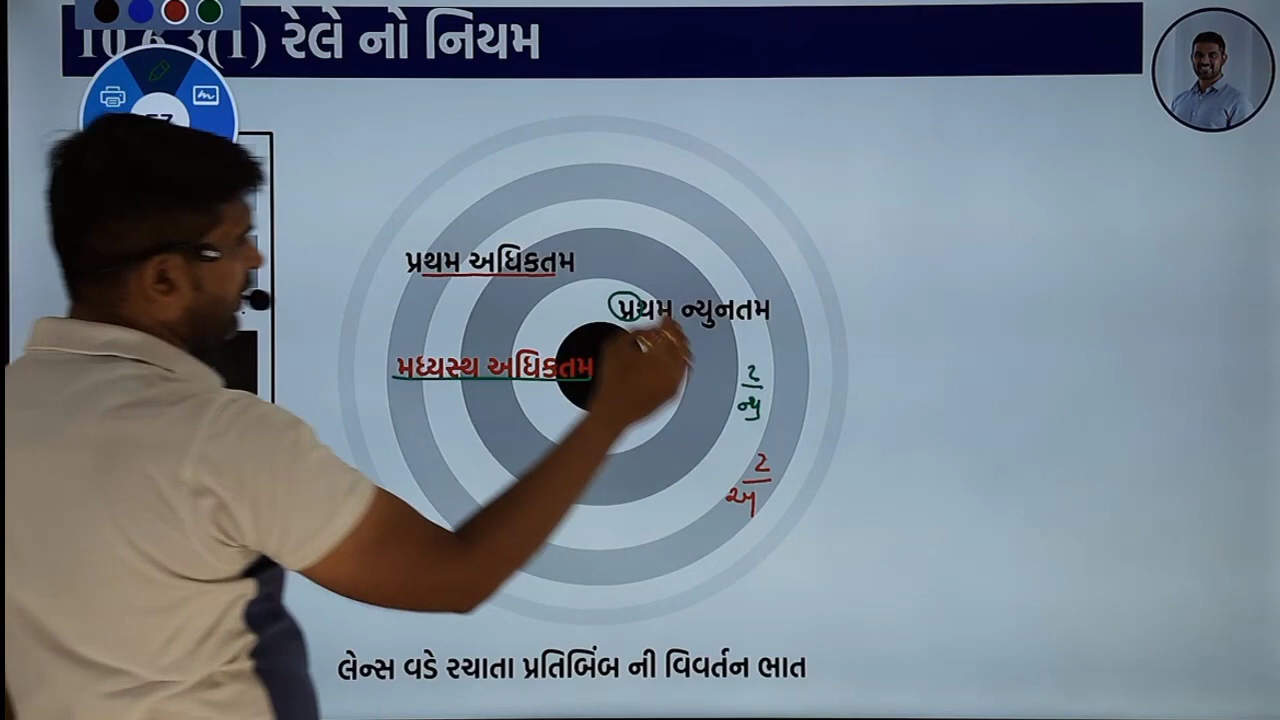 10.6.3(1) રેલે નો નિયમ
પ્રથમ અધિકતમ
પ્રથમ ન્યુનતમ
મધ્યસ્થ અધિકતમ
૨
ન્યુ
૨
અ
લેન્સ વડે રચાતા પ્રતિબિંબ ની વિવર્તન ભાત